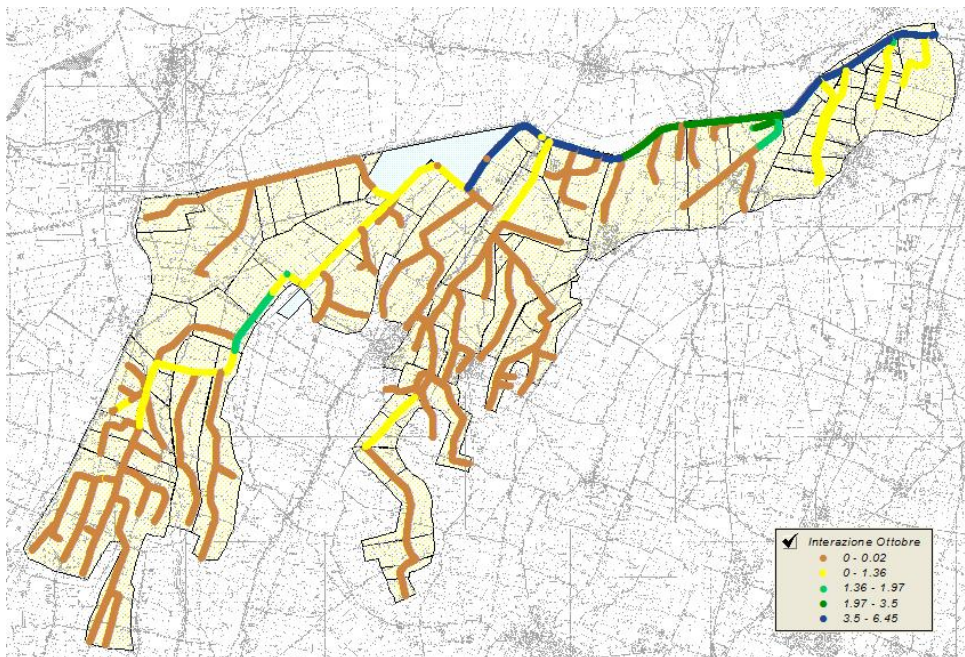 Interazione Ottobre
0 - 0.02
0 - 1.36
1.36 - 1.97
1.97 - 3.5
3.5 - 6.45